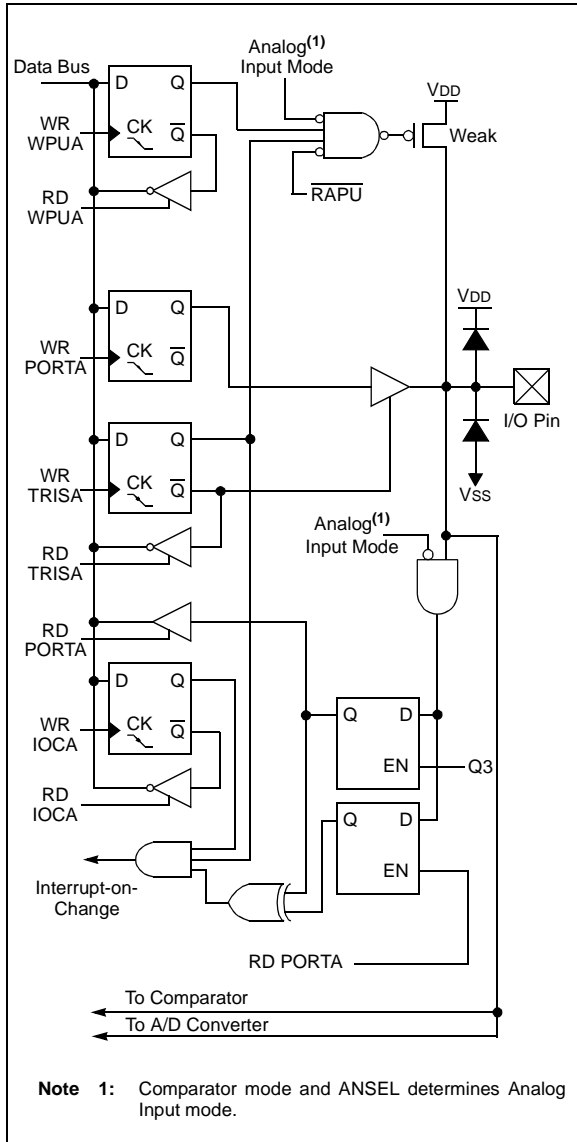 Analog(1)
Input Mode
Data Bus
D Q
VDD
WR
WPUA
CK Q
Weak
RD
WPUA
RAPU
VDD
D Q
WR
PORTA
CK Q
I/O Pin
D Q
WR
TRISA
CK Q
VSS
Analog(1)
Input Mode
RD
TRISA
RD
PORTA
D Q
Q D
WR
IOCA
CK Q
EN
Q3
RD
IOCA
Q D
EN
Interrupt-on-
Change
RD PORTA
To Comparator
To A/D Converter
Note 1: Comparator mode and ANSEL determines Analog
Input mode.